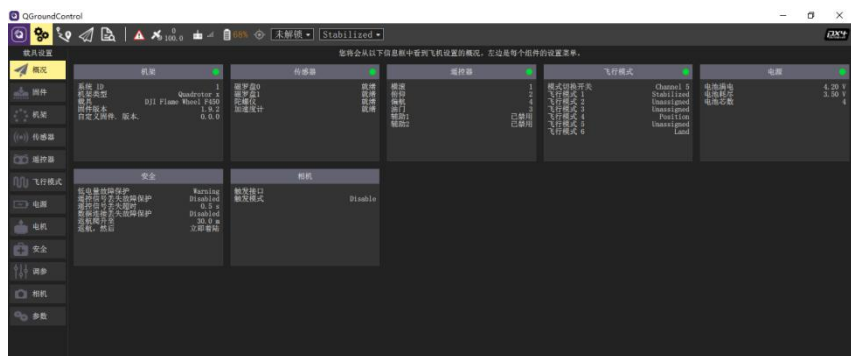 QGroundControl
0
100.0
68%
未解锁
Stabilized
px4
载具设置
您将会从以下信息框中看到飞机设置的概况。左边是每个组件的设置菜单。
概况
固件
机架
传感器
遥控器
飞行模式
电源
电机
安全
调参
相机
参数
机架
系统 ID 1
机架类型 Quadrotor x
载具 DJI Flame Wheel F450
固件版本 1.9.2
自定义固件. 版本. 0.0.0
传感器
磁罗盘0 就绪
磁罗盘1 就绪
陀螺仪 就绪
加速度计 就绪
遥控器
横滚 1
俯仰 2
偏航 4
油门 3
辅助1 已禁用
辅助2 已禁用
飞行模式
模式切换开关 Channel 5
飞行模式 1 Stabilized
飞行模式 2 Unassigned
飞行模式 3 Unassigned
飞行模式 4 Position
飞行模式 5 Unassigned
飞行模式 6 Land
电源
电池满电 4.20 V
电池耗尽 3.50 V
电池芯数 4
安全
低电量故障保护 Warning
遥控信号丢失故障保护 Disabled
遥控信号丢失超时 0.5 s
数据连接丢失故障保护 Disabled
返航爬升至 30.0 m
返航，然后 立即着陆
相机
触发接口
触发模式 Disable